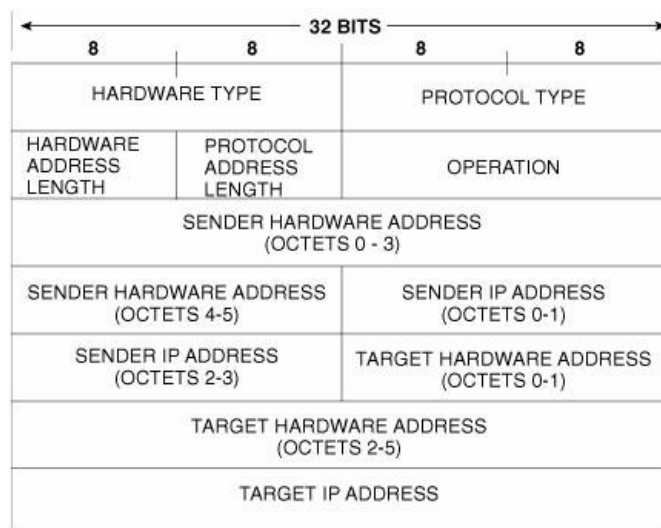 32 BITS
8 8 8 8
HARDWARE TYPE
PROTOCOL TYPE
HARDWARE
ADDRESS
LENGTH
PROTOCOL
ADDRESS
LENGTH
OPERATION
SENDER HARDWARE ADDRESS
(OCTETS 0 - 3)
SENDER HARDWARE ADDRESS
(OCTETS 4-5)
SENDER IP ADDRESS
(OCTETS 0-1)
SENDER IP ADDRESS
(OCTETS 2-3)
TARGET HARDWARE ADDRESS
(OCTETS 0-1)
TARGET HARDWARE ADDRESS
(OCTETS 2-5)
TARGET IP ADDRESS